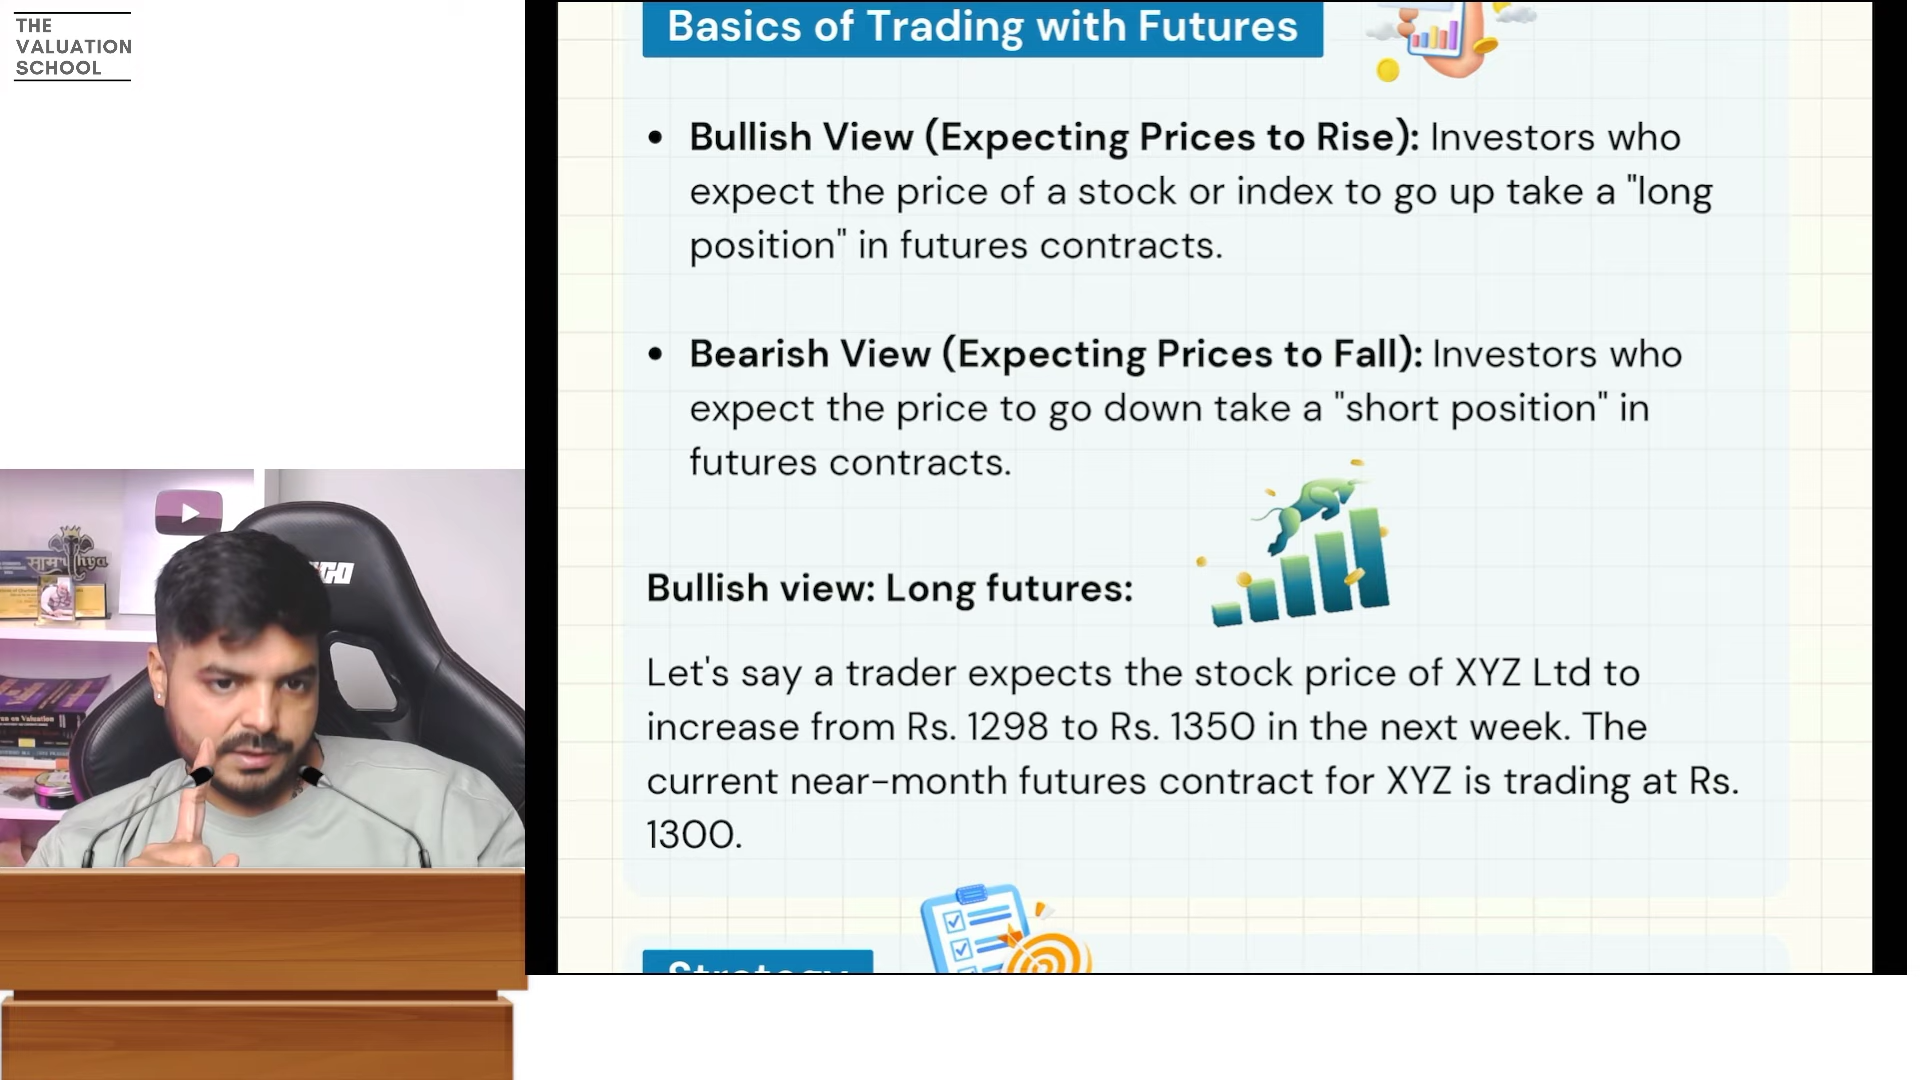 THE
VALUATION
SCHOOL
Basics of Trading with Futures
• Bullish View (Expecting Prices to Rise): Investors who
expect the price of a stock or index to go up take a "long
position" in futures contracts.
• Bearish View (Expecting Prices to Fall): Investors who
expect the price to go down take a "short position" in
futures contracts.
Bullish view: Long futures:
Let's say a trader expects the stock price of XYZ Ltd to
increase from Rs. 1298 to Rs. 1350 in the next week. The
current near-month futures contract for XYZ is trading at Rs.
1300.
Strategy
on Valuation